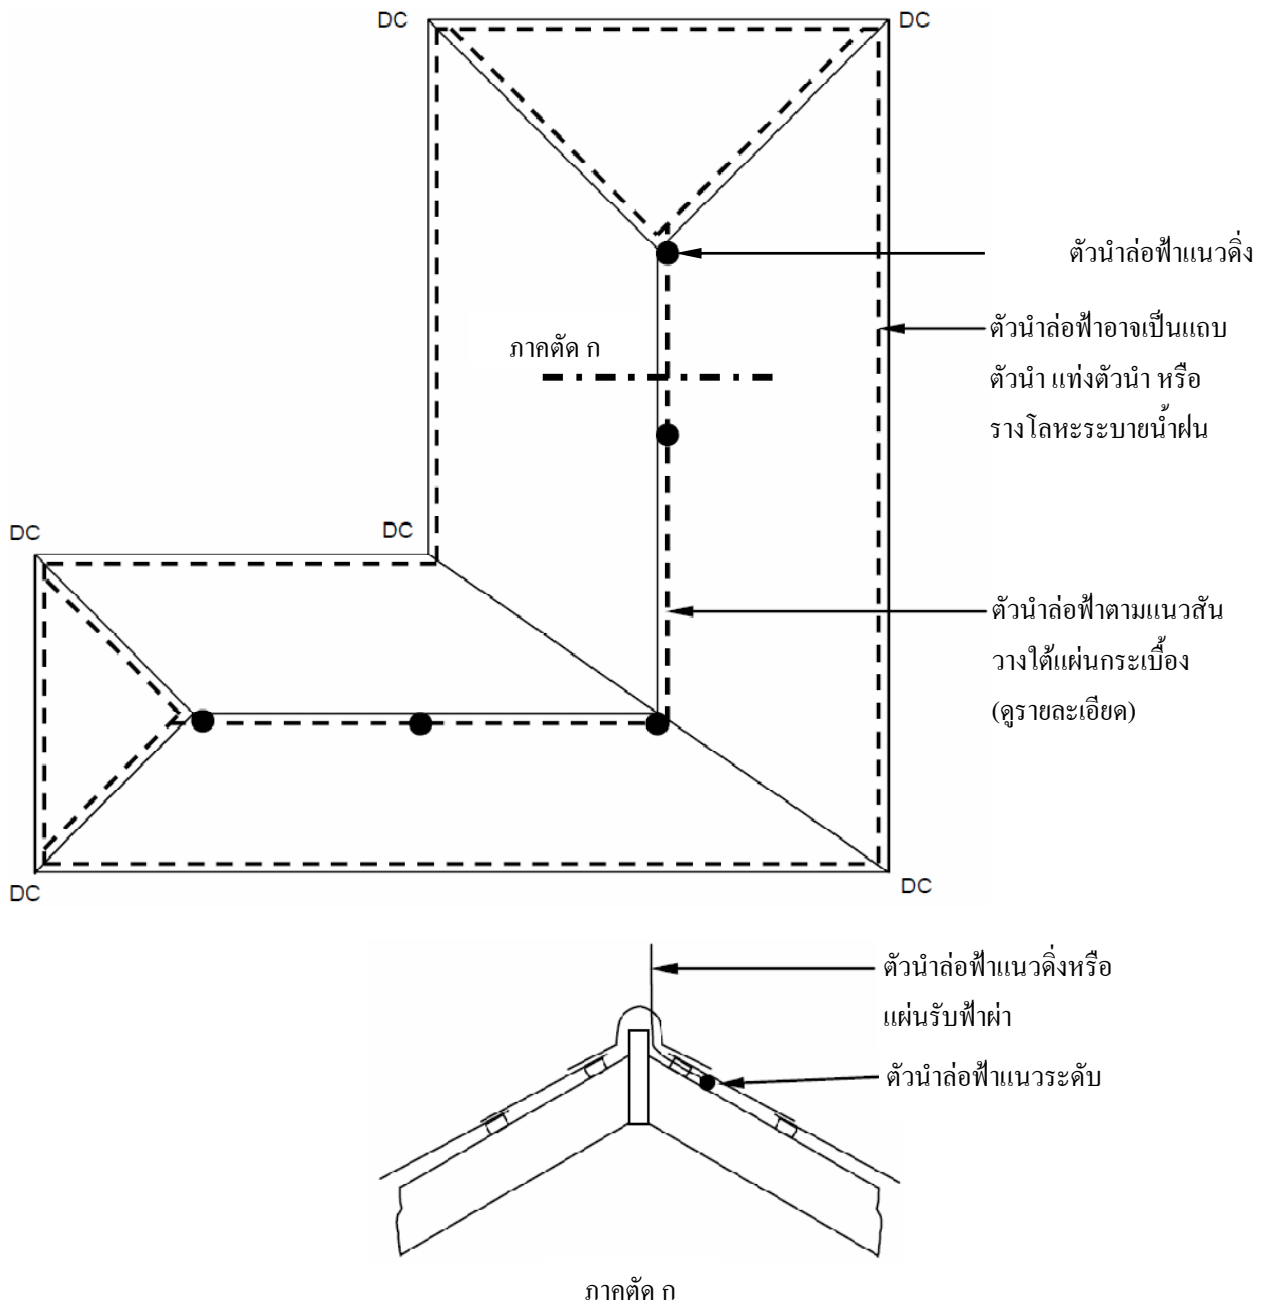 DC
DC
ตัวนำล่อฟ้าแนวดิ่ง
ตัวนำล่อฟ้าอาจเป็นแถบ
ตัวนำ แท่งตัวนำ หรือ
รางโลหะระบายน้ำฝน
ภาคตัด ก
DC
DC
ตัวนำล่อฟ้าตามแนวสัน
วางใต้แผ่นกระเบื้อง
(ดูรายละเอียด)
DC
DC
ตัวนำล่อฟ้าแนวดิ่งหรือ
แผ่นรับฟ้าผ่า
ตัวนำล่อฟ้าแนวระดับ
ภาคตัด ก